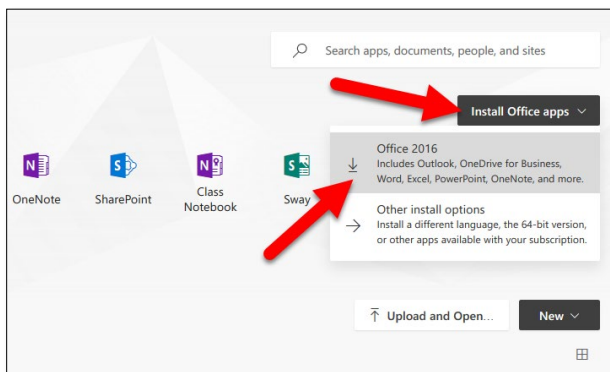 Search apps, documents, people, and sites
Install Office apps
Office 2016
Includes Outlook, OneDrive for Business,
Word, Excel, PowerPoint, OneNote, and more.
Other install options
Install a different language, the 64-bit version,
or other apps available with your subscription.
N
S
N
S
OneNote
SharePoint
Class
Notebook
Sway
Upload and Open...
New